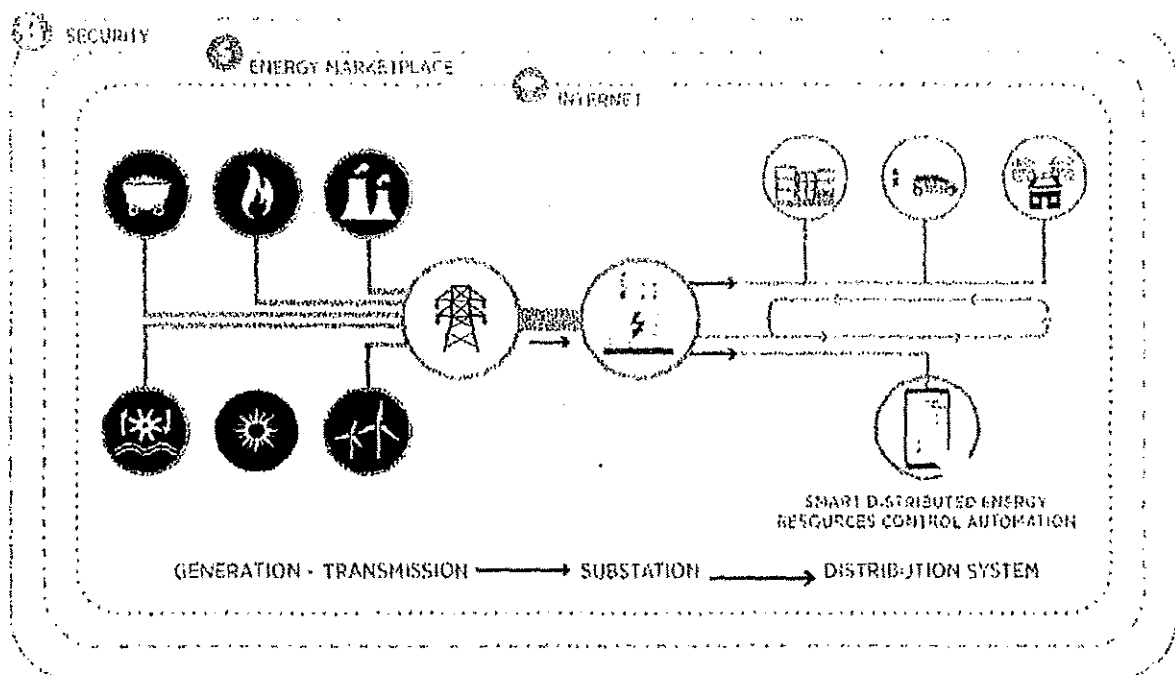 SECURITY
ENERGY MARKETPLACE
INTERNET
SMART DISTRIBUTED ENERGY
RESOURCES CONTROL AUTOMATION
GENERATION - TRANSMISSION SUBSTATION DISTRIBUTION SYSTEM